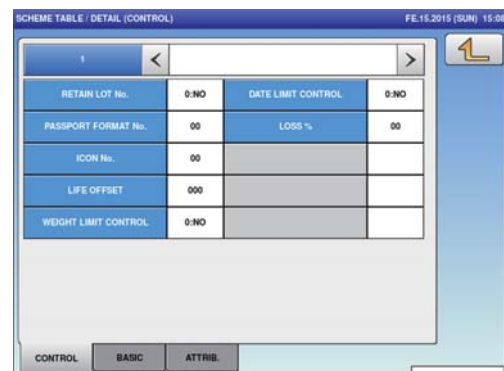 SCHEME TABLE / DETAIL (CONTROL)
FE.15.2015 (SUN) 15:08
1
RETAIN LOT No. 0:NO DATE LIMIT CONTROL 0:NO
PASSPORT FORMAT No. 00 LOSS % 00
ICON No. 00
LIFE OFFSET 000
WEIGHT LIMIT CONTROL 0:NO
CONTROL BASIC ATTRIB.